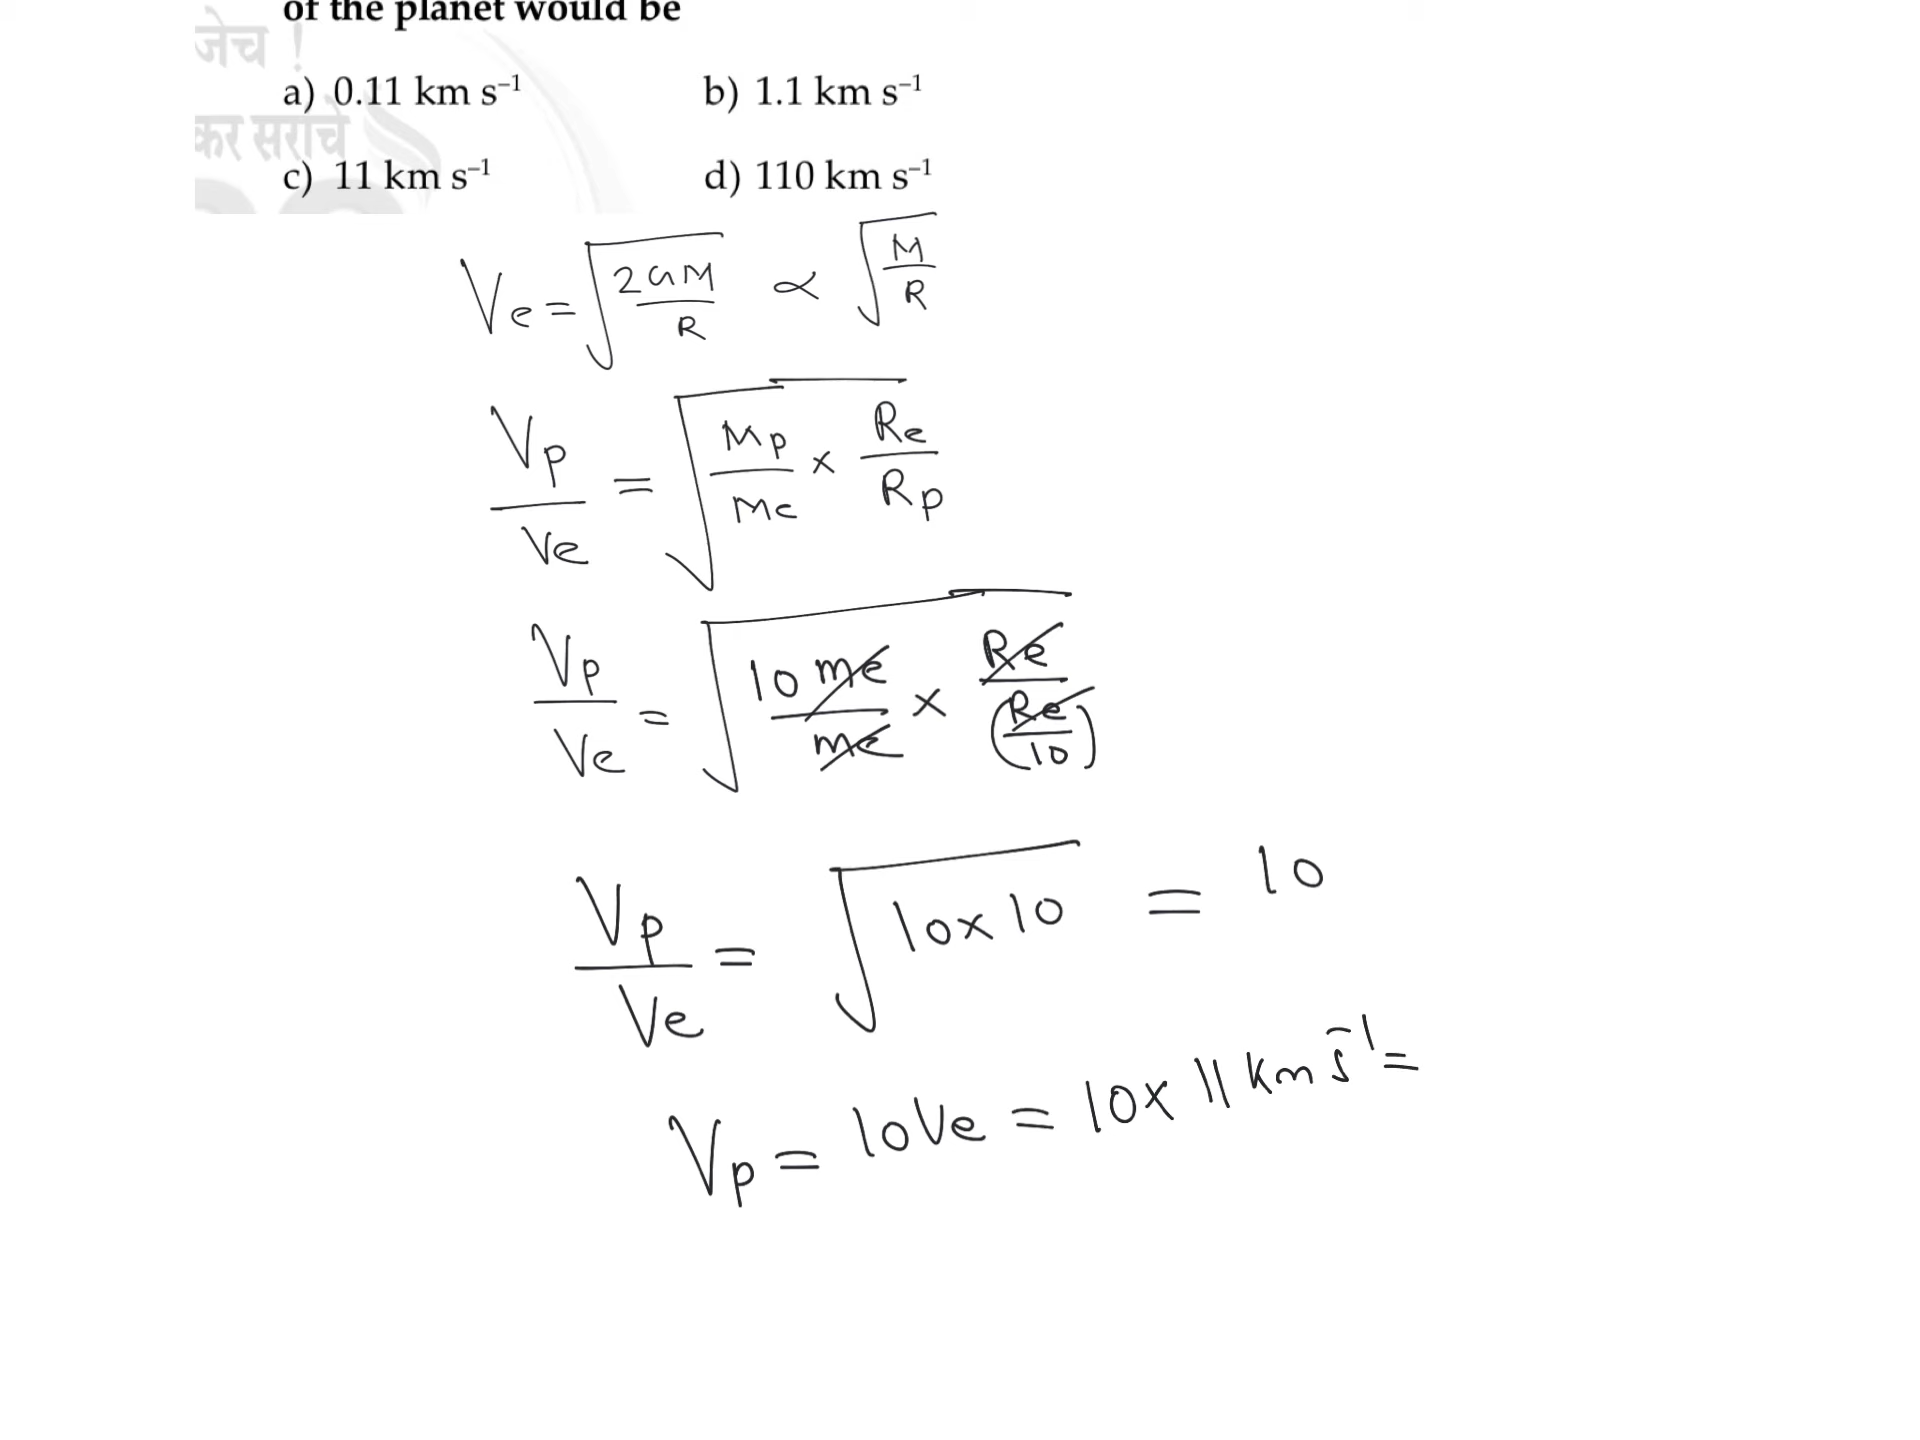 of the planet would be
जेच !
a) 0.11 km s⁻¹ b) 1.1 km s⁻¹
कर सराचे
c) 11 km s⁻¹ d) 110 km s⁻¹
Ve = √(2GM/R) ∝ √(M/R)
Vp/Ve = √(Mp/Me × Re/Rp)
Vp/Ve = √(10 me/me × Re/(Re/10))
Vp/Ve = √(10×10) = 10
Vp = 10Ve = 10× 11 km s⁻¹ =